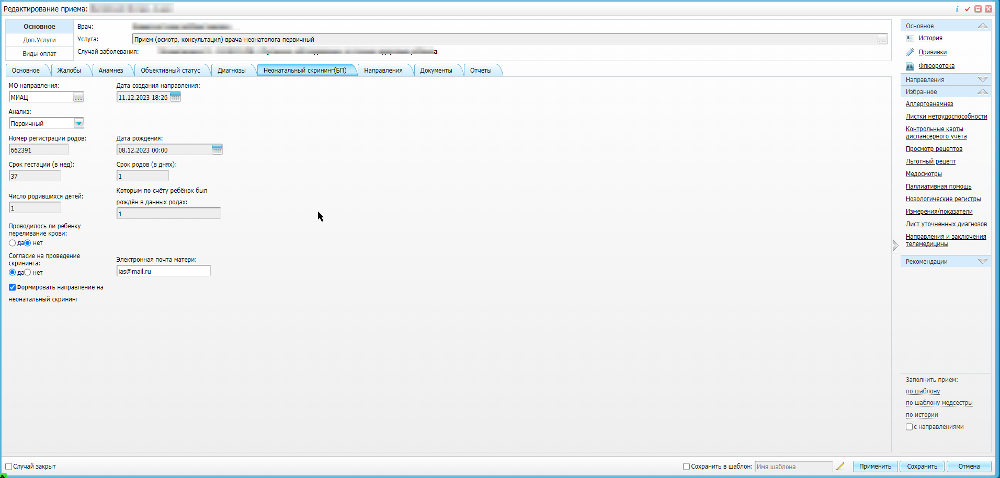 Редактирование приема:
Основное
Доп.Услуги
Виды оплат
Врач:
Услуга:
Прием (осмотр, консультация) врача-неонатолога первичный
...
Случай заболевания:
Основное
Жалобы
Анамнез
Объективный статус
Диагнозы
Неонатальный скрининг(БП)
Направления
Документы
Отчеты
МО направления:
Дата создания направления:
МИАЦ
...
11.12.2023 18:26
Анализ:
Первичный
Номер регистрации родов:
Дата рождения:
662391
08.12.2023 00:00
Срок гестации (в нед):
Срок родов (в днях):
37
1
Которым по счёту ребёнок был
рождён в данных родах:
Число родившихся детей:
1
1
Проводилось ли ребенку
переливание крови:
да
нет
Согласие на проведение
скрининга:
Электронная почта матери:
да
нет
ias@mail.ru
Формировать направление на
неонатальный скрининг
Основное
История
Прививки
Флюоротека
Направления
Избранное
Аллергоанамнез
Листки нетрудоспособности
Контрольные карты
диспансерного учёта
Просмотр рецептов
Льготный рецепт
Медосмотры
Паллиативная помощь
Нозологические регистры
Измерения/показатели
Лист уточненных диагнозов
Направления и заключения
телемедицины
Рекомендации
Заполнить прием:
по шаблону
по шаблону медсестры
по истории
с направлениями
Случай закрыт
Сохранить в шаблон:
Имя шаблона
Применить
Сохранить
Отмена